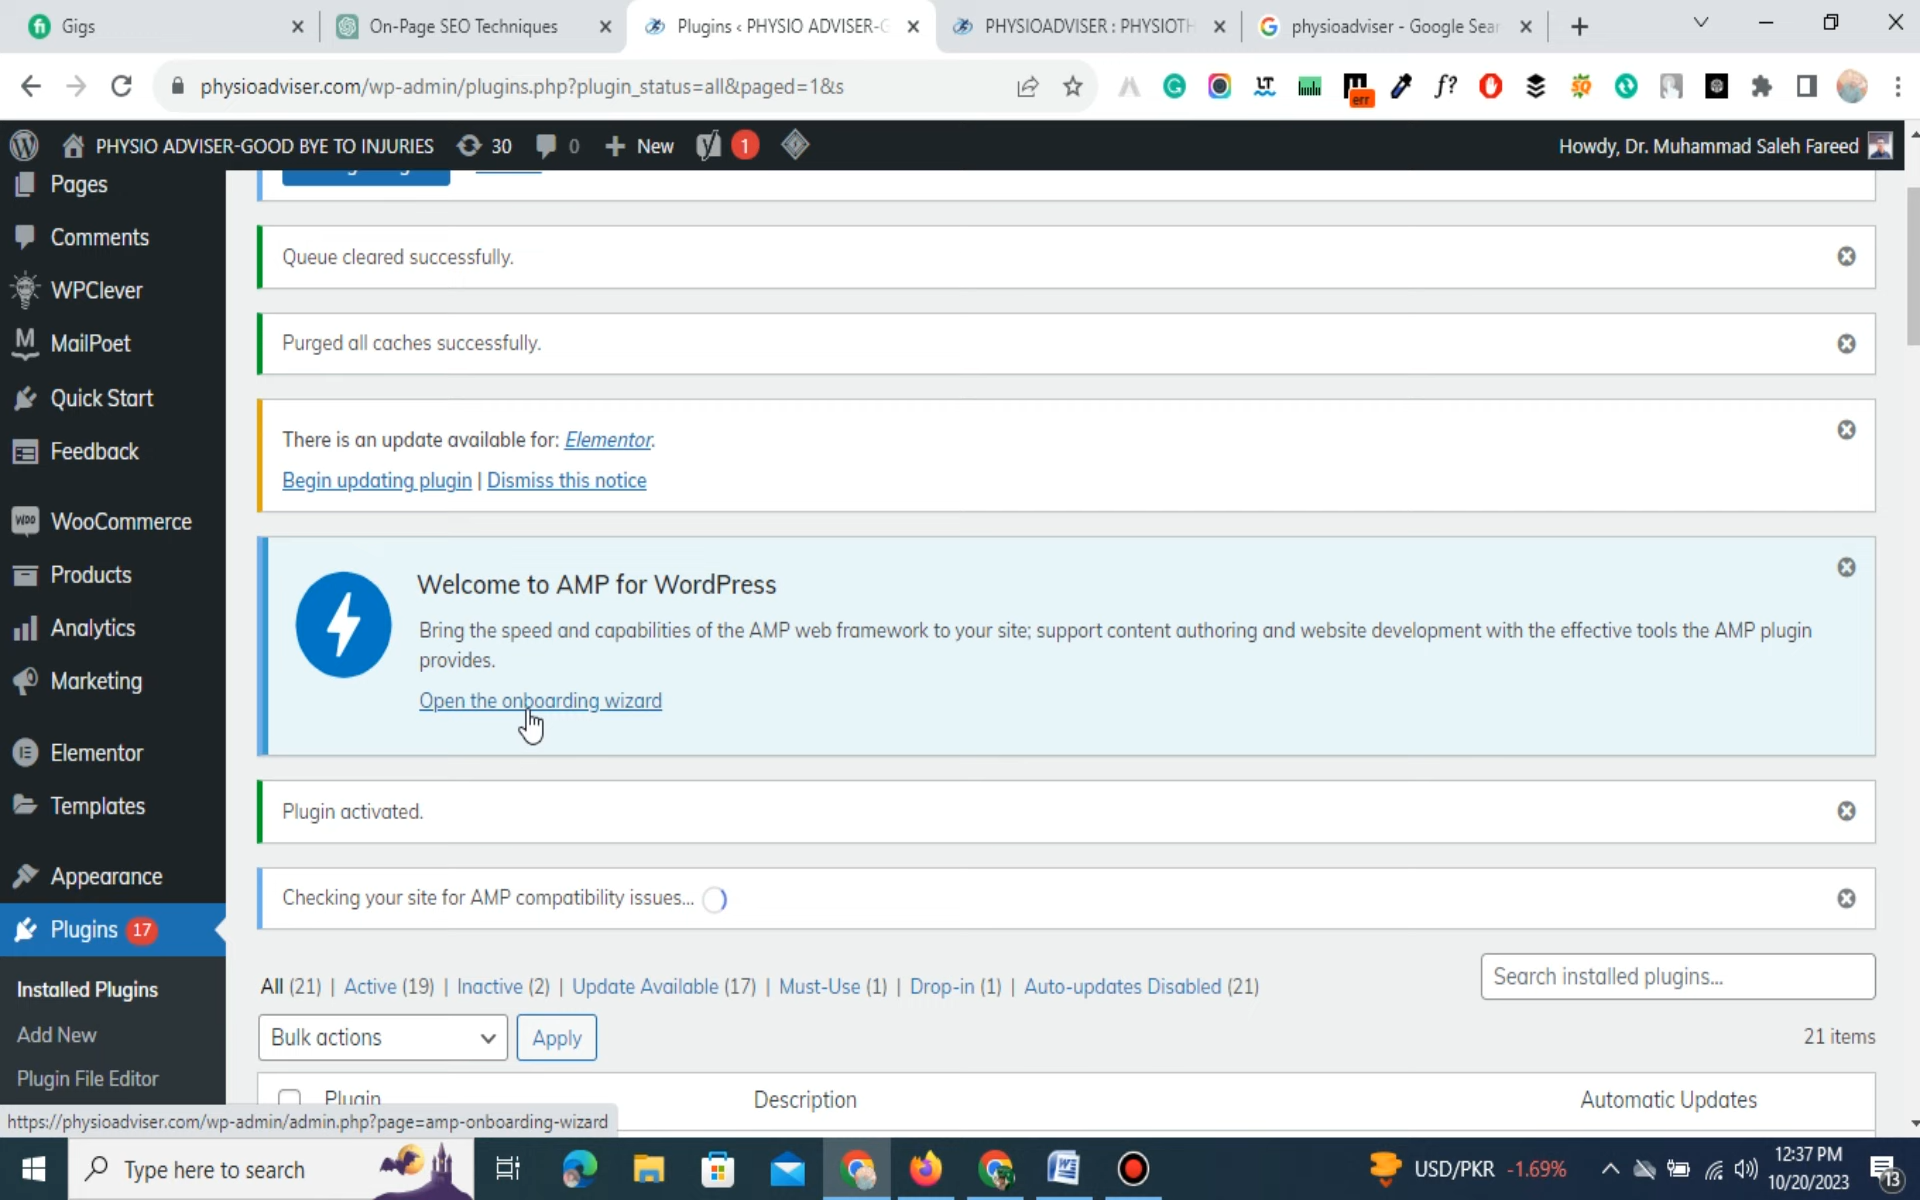 Gigs
On-Page SEO Techniques
Plugins ‹ PHYSIO ADVISER-G
PHYSIOADVISER : PHYSIOTH
physioadviser - Google Sear
physioadviser.com/wp-admin/plugins.php?plugin_status=all&paged=1&s
PHYSIO ADVISER-GOOD BYE TO INJURIES
30
0
New
1
Howdy, Dr. Muhammad Saleh Fareed
Pages
Comments
WPClever
MailPoet
Quick Start
Feedback
WooCommerce
Products
Analytics
Marketing
Elementor
Templates
Appearance
Plugins 17
Installed Plugins
Add New
Plugin File Editor
Queue cleared successfully.
Purged all caches successfully.
There is an update available for: Elementor.
Begin updating plugin | Dismiss this notice
Welcome to AMP for WordPress
Bring the speed and capabilities of the AMP web framework to your site; support content authoring and website development with the effective tools the AMP plugin
provides.
Open the onboarding wizard
Plugin activated.
Checking your site for AMP compatibility issues...
All (21) | Active (19) | Inactive (2) | Update Available (17) | Must-Use (1) | Drop-in (1) | Auto-updates Disabled (21)
Search installed plugins...
Bulk actions
Apply
21 items
Plugin
Description
Automatic Updates
https://physioadviser.com/wp-admin/admin.php?page=amp-onboarding-wizard
Type here to search
USD/PKR -1.69%
12:37 PM
10/20/2023
13